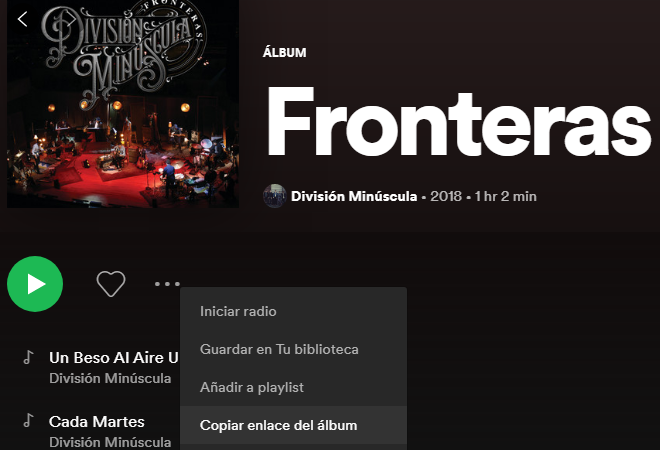 FRONTERAS
DIVISIÓN
MINÚSCULA
ÁLBUM
Fronteras
División Minúscula • 2018 • 1 hr 2 min
Iniciar radio
Guardar en Tu biblioteca
Añadir a playlist
Copiar enlace del álbum
Un Beso Al Aire U
División Minúscula
Cada Martes
División Minúscula